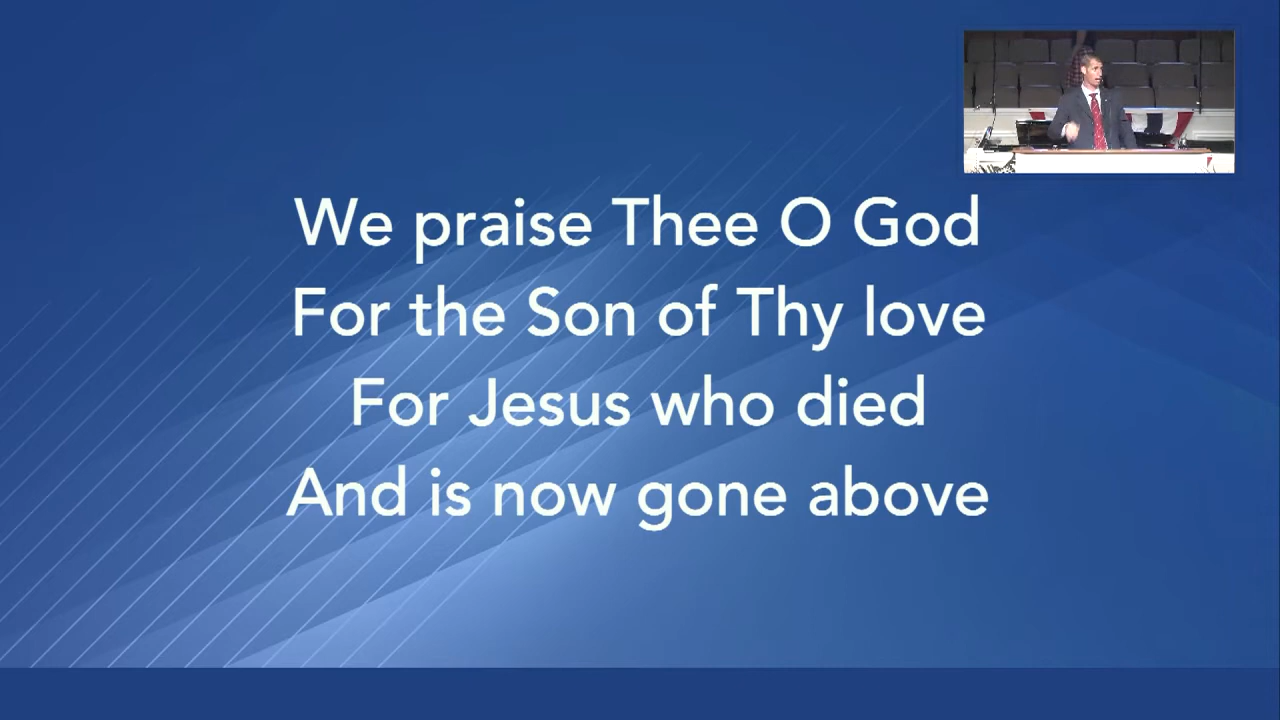 We praise Thee O God
For the Son of Thy love
For Jesus who died
And is now gone above